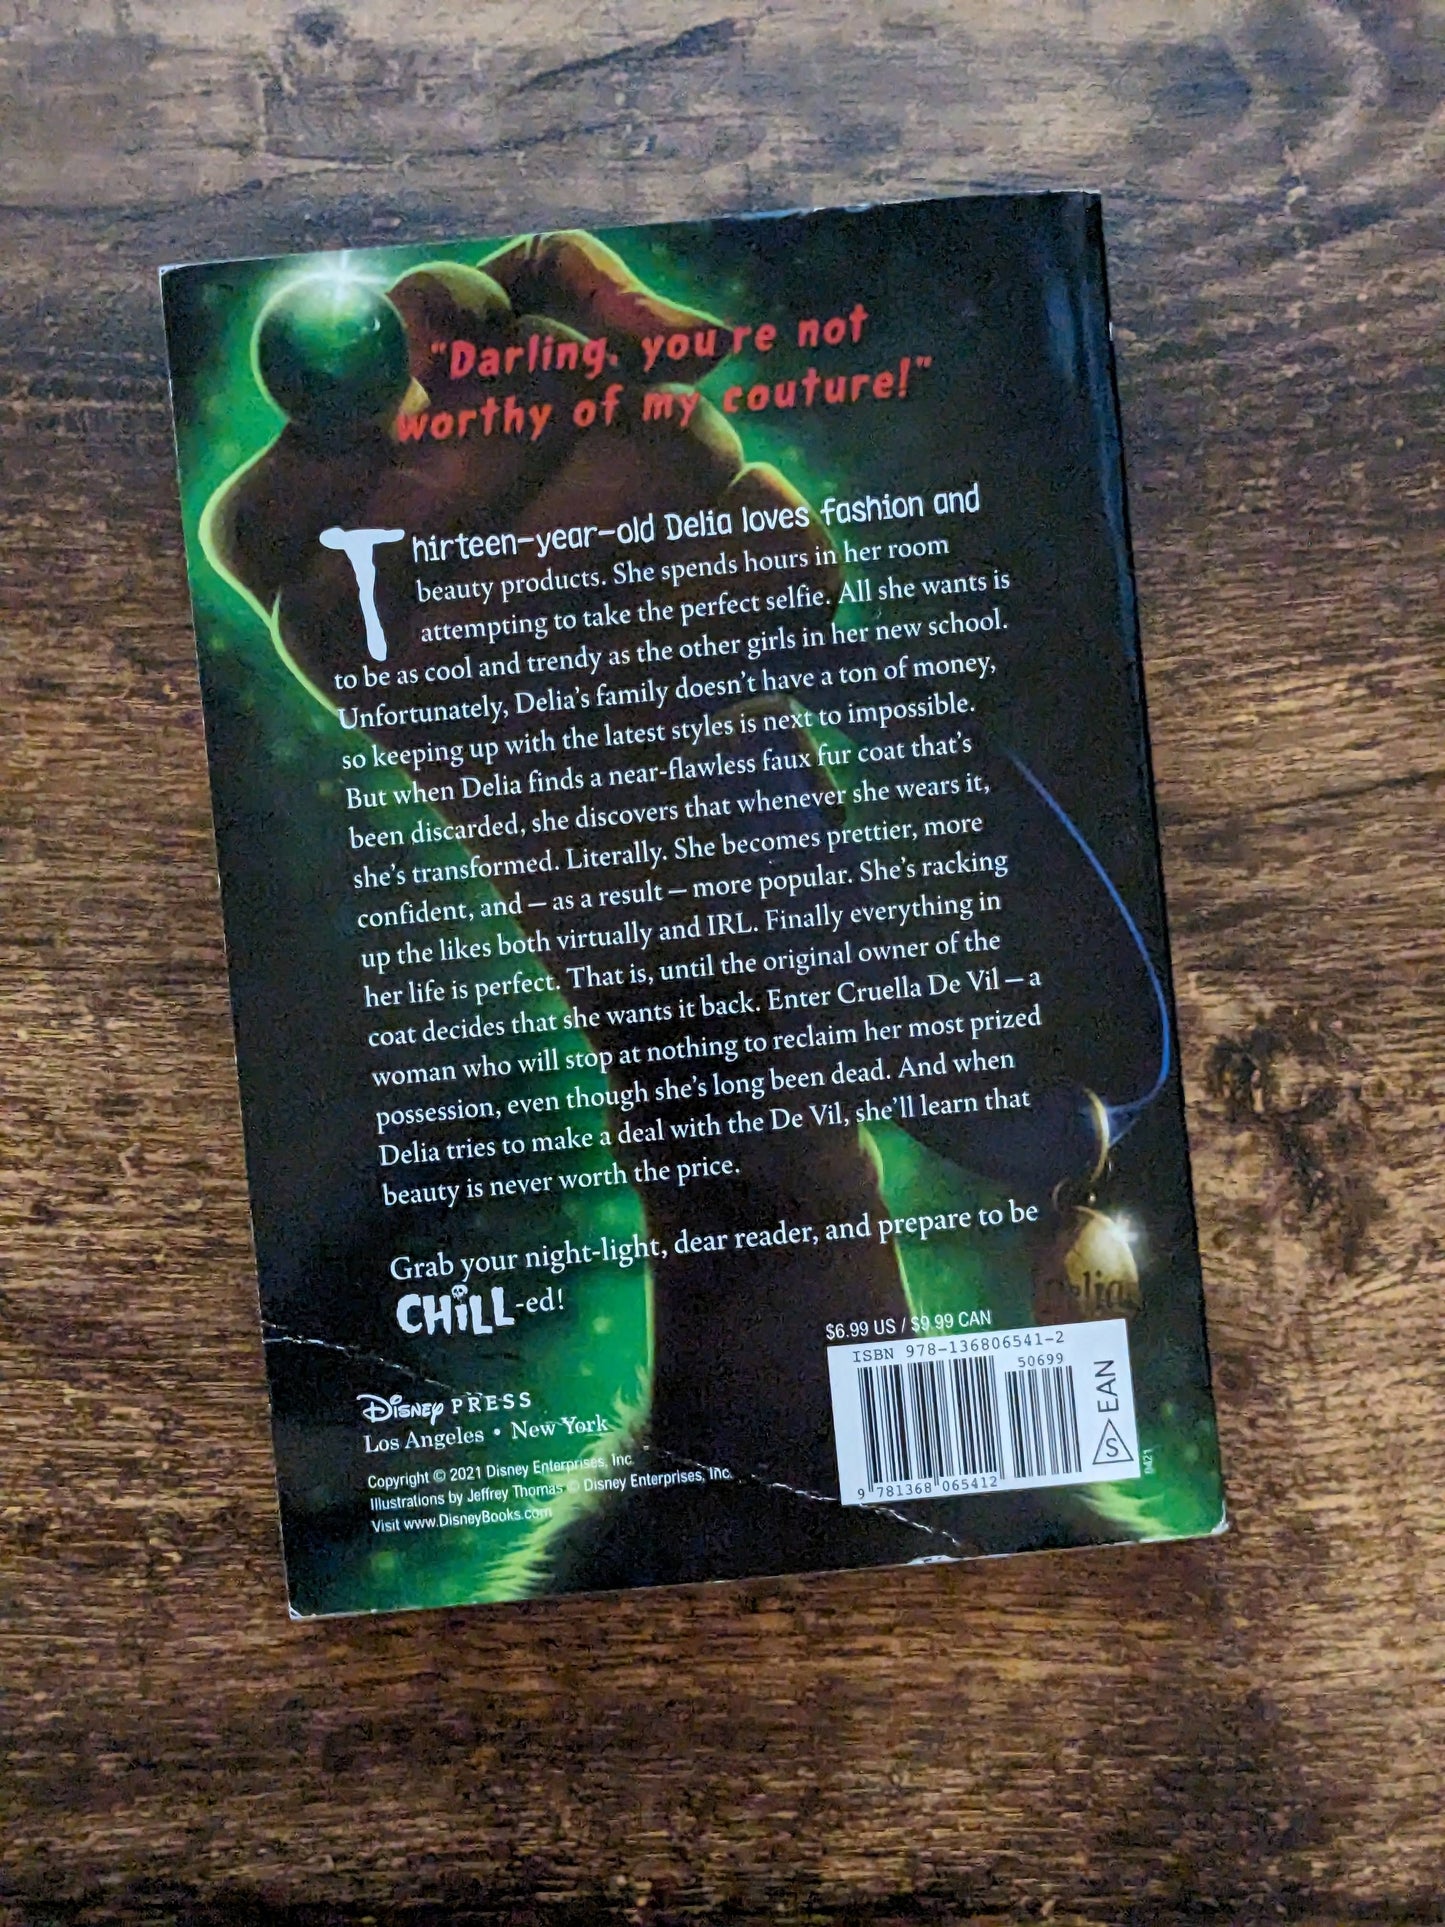 "Darling, you're not
worthy of my couture!"
Thirteen-year-old Delia loves fashion and
beauty products. She spends hours in her room
attempting to take the perfect selfie. All she wants is
to be as cool and trendy as the other girls in her new school.
Unfortunately, Delia's family doesn't have a ton of money,
so keeping up with the latest styles is next to impossible.
But when Delia finds a near-flawless faux fur coat that's
been discarded, she discovers that whenever she wears it,
she's transformed. Literally. She becomes prettier, more
confident, and — as a result — more popular. She's racking
up the likes both virtually and IRL. Finally everything in
her life is perfect. That is, until the original owner of the
coat decides that she wants it back. Enter Cruella De Vil — a
woman who will stop at nothing to reclaim her most prized
possession, even though she's long been dead. And when
Delia tries to make a deal with the De Vil, she'll learn that
beauty is never worth the price.
Grab your night-light, dear reader, and prepare to be
CHILL-ed!
Delia
$6.99 US / $9.99 CAN
ISBN 978-136806541-2
50699
9 781368 065412
S EAN
0421
Disney PRESS
Los Angeles • New York
Copyright © 2021 Disney Enterprises, Inc.
Illustrations by Jeffrey Thomas © Disney Enterprises, Inc.
Visit www.DisneyBooks.com